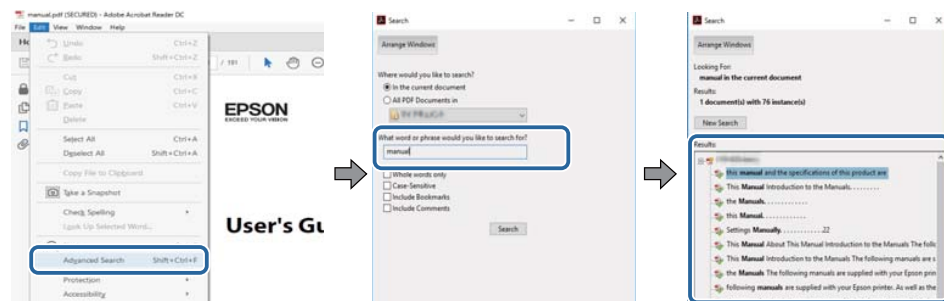 manual.pdf (SECURED) - Adobe Acrobat Reader DC
File Edit View Window Help
Undo Ctrl+Z
Redo Shift+Ctrl+Z
Cut Ctrl+X
Copy Ctrl+C
Paste Ctrl+V
Delete
Select All Ctrl+A
Deselect All Shift+Ctrl+A
Copy File to Clipboard
Take a Snapshot
Check Spelling
Look Up Selected Word...
Advanced Search Shift+Ctrl+F
Protection
Accessibility
/ 191
EPSON
EXCEED YOUR VISION
User's Gu
Search
Arrange Windows
Where would you like to search?
In the current document
All PDF Documents in
What word or phrase would you like to search for?
manual
Whole words only
Case-Sensitive
Include Bookmarks
Include Comments
Search
Search
Arrange Windows
Looking For:
manual in the current document
Results:
1 document(s) with 76 instance(s)
New Search
Results:
this manual and the specifications of this product are
This Manual Introduction to the Manuals.........
the Manuals.............
this Manual.............
Settings Manually.............22
This Manual About This Manual Introduction to the Manuals The follo
This Manual Introduction to the Manuals The following manuals are s
the Manuals The following manuals are supplied with your Epson prin
following manuals are supplied with your Epson printer. As well as the